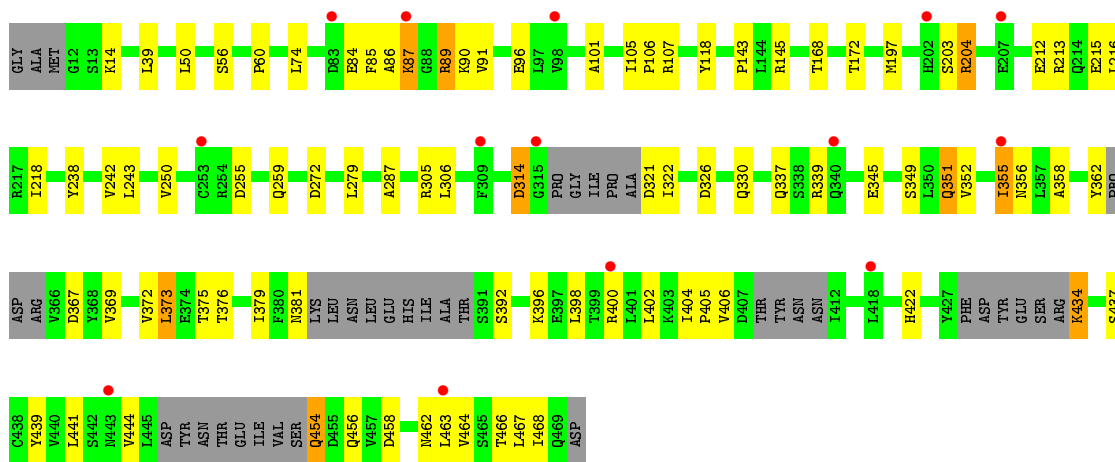 GLY ALA MET G12 S13 K14 L39 L50 S56 P60 L74 D83 E84 F85 A86 K87 G88 R89 K90 V91 E96 L97 V98 A101 I105 P106 R107 Y118 P143 L144 R145 T168 T172 M197 H202 S203 R204 E207 E212 R213 Q214 E215 L216
R217 I218 Y238 V242 L243 V250 C253 R254 D255 Q259 D272 L279 A287 R305 L306 F309 D314 G315 PRO GLY ILE PRO ALA D321 I322 D326 Q330 Q337 S338 R339 Q340 E345 S349 L350 Q351 V352 I355 N356 L357 A358 Y362 PRO
ASP ARG V366 D367 Y368 V369 V372 L373 E374 T375 T376 I379 F380 N381 LYS LEU ASN LEU GLU HIS ILE ALA THR S391 S392 K396 E397 L398 T399 R400 L401 L402 K403 I404 P405 V406 D407 THR TYR ASN ASN I412 L418 H422 Y427 PHE ASP TYR GLU SER ARG K434 S437
C438 Y439 V440 L441 S442 N443 V444 L445 ASP TYR ASN THR GLU ILE VAL SER Q454 D455 Q456 V457 D458 N462 L463 V464 S465 T466 L467 I468 Q469 ASP